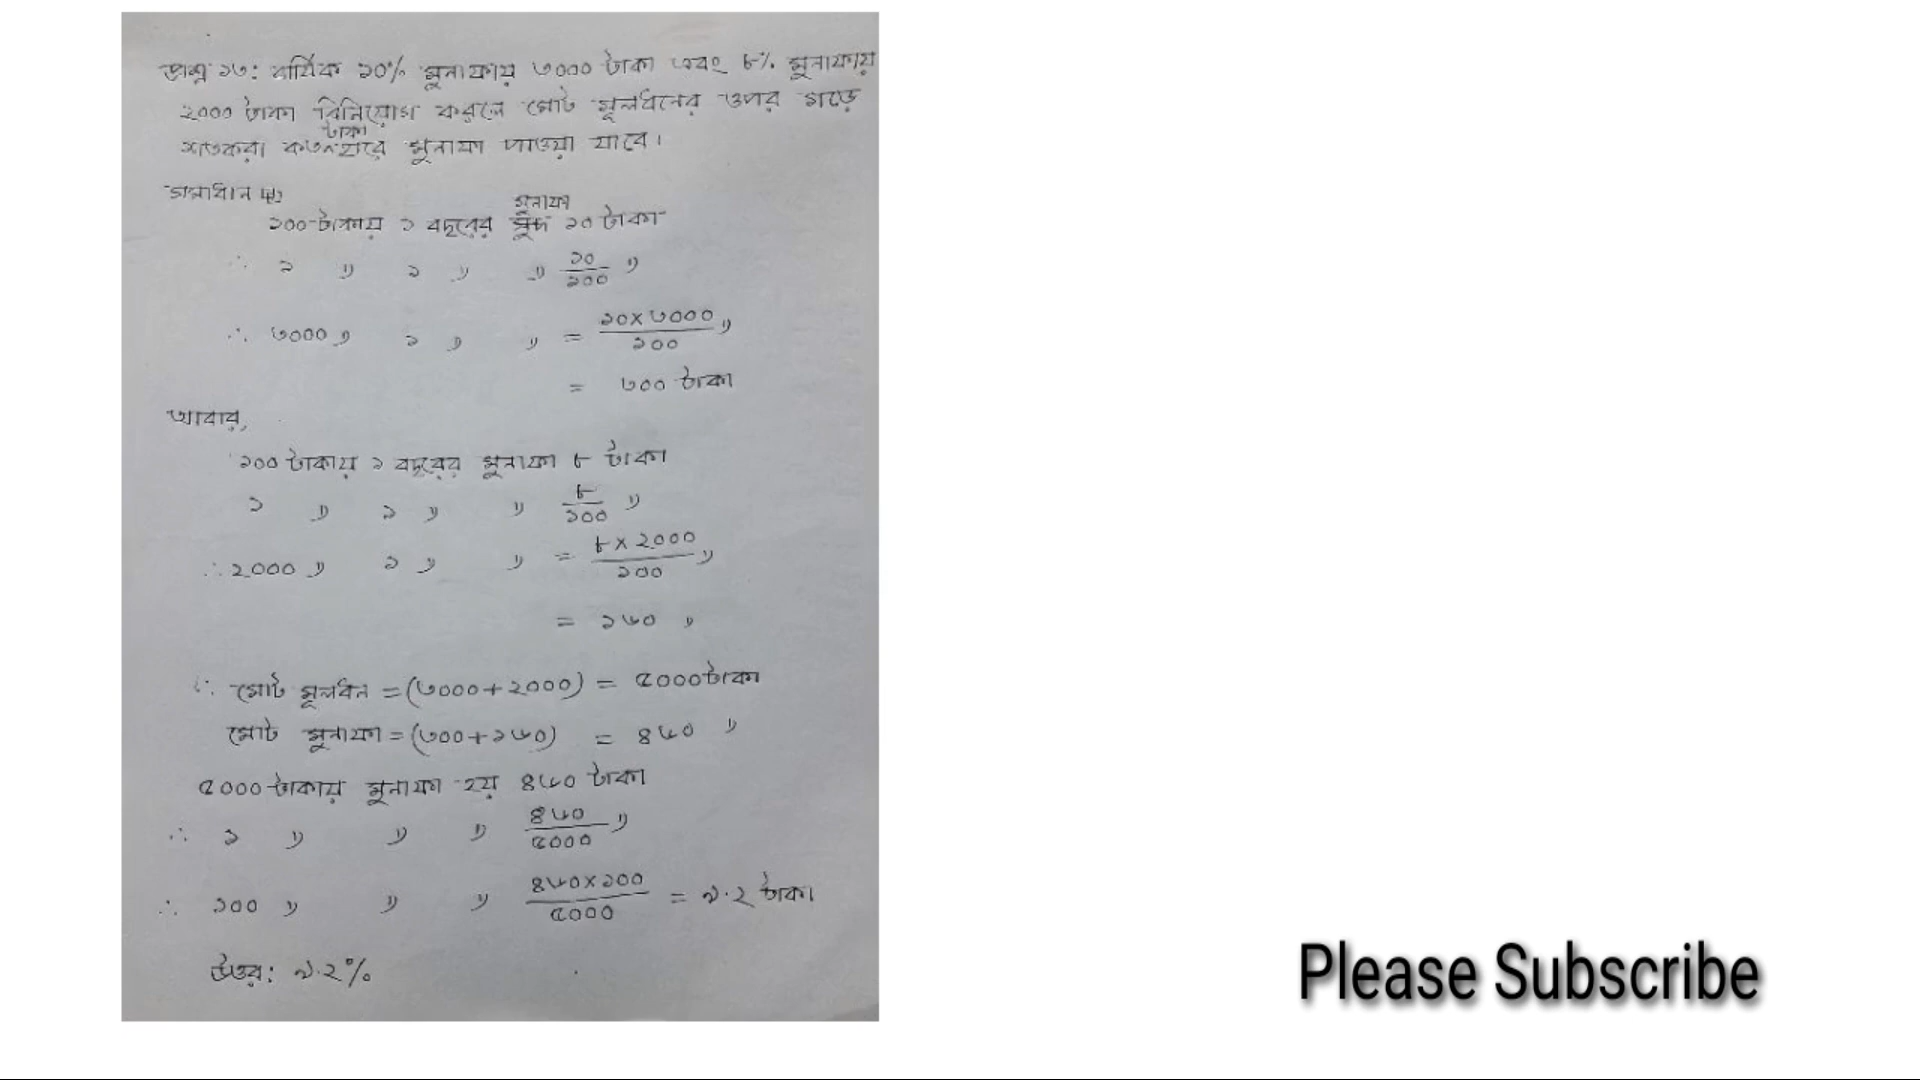 প্রশ্ন ১৩: বার্ষিক ১০% মুনাফায় ৩০০০ টাকা এবং ৮% মুনাফায়
২০০০ টাকা বিনিয়োগ করলে মোট মূলধনের ওপর গড়ে
টাকা
শতকরা কত হারে মুনাফা পাওয়া যাবে।
সমাধান
মুনাফা
১০০ টাকায় ১ বছরের সুদ ১০ টাকা
∴ ১ " ১ " " ১০/১০০ "
∴ ৩০০০ " ১ " " = ১০×৩০০০/১০০ "
= ৩০০ টাকা
আবার,
১০০ টাকায় ১ বছরের মুনাফা ৮ টাকা
১ " ১ " " ৮/১০০ "
∴ ২০০০ " ১ " " = ৮×২০০০/১০০ "
= ১৬০ "
∴ মোট মূলধন = (৩০০০+২০০০) = ৫০০০ টাকা
মোট মুনাফা = (৩০০+১৬০) = ৪৬০ "
৫০০০ টাকায় মুনাফা হয় ৪৬০ টাকা
∴ ১ " " " ৪৬০/৫০০০ "
∴ ১০০ " " " ৪৬০×১০০/৫০০০ = ৯.২ টাকা
উত্তর: ৯.২%
Please Subscribe